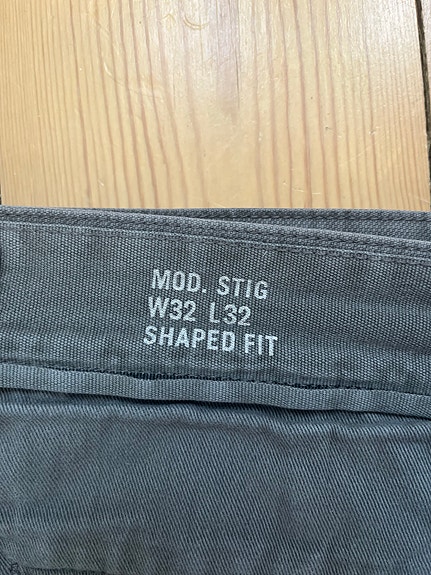 MOD. STIG
W32 L32
SHAPED FIT